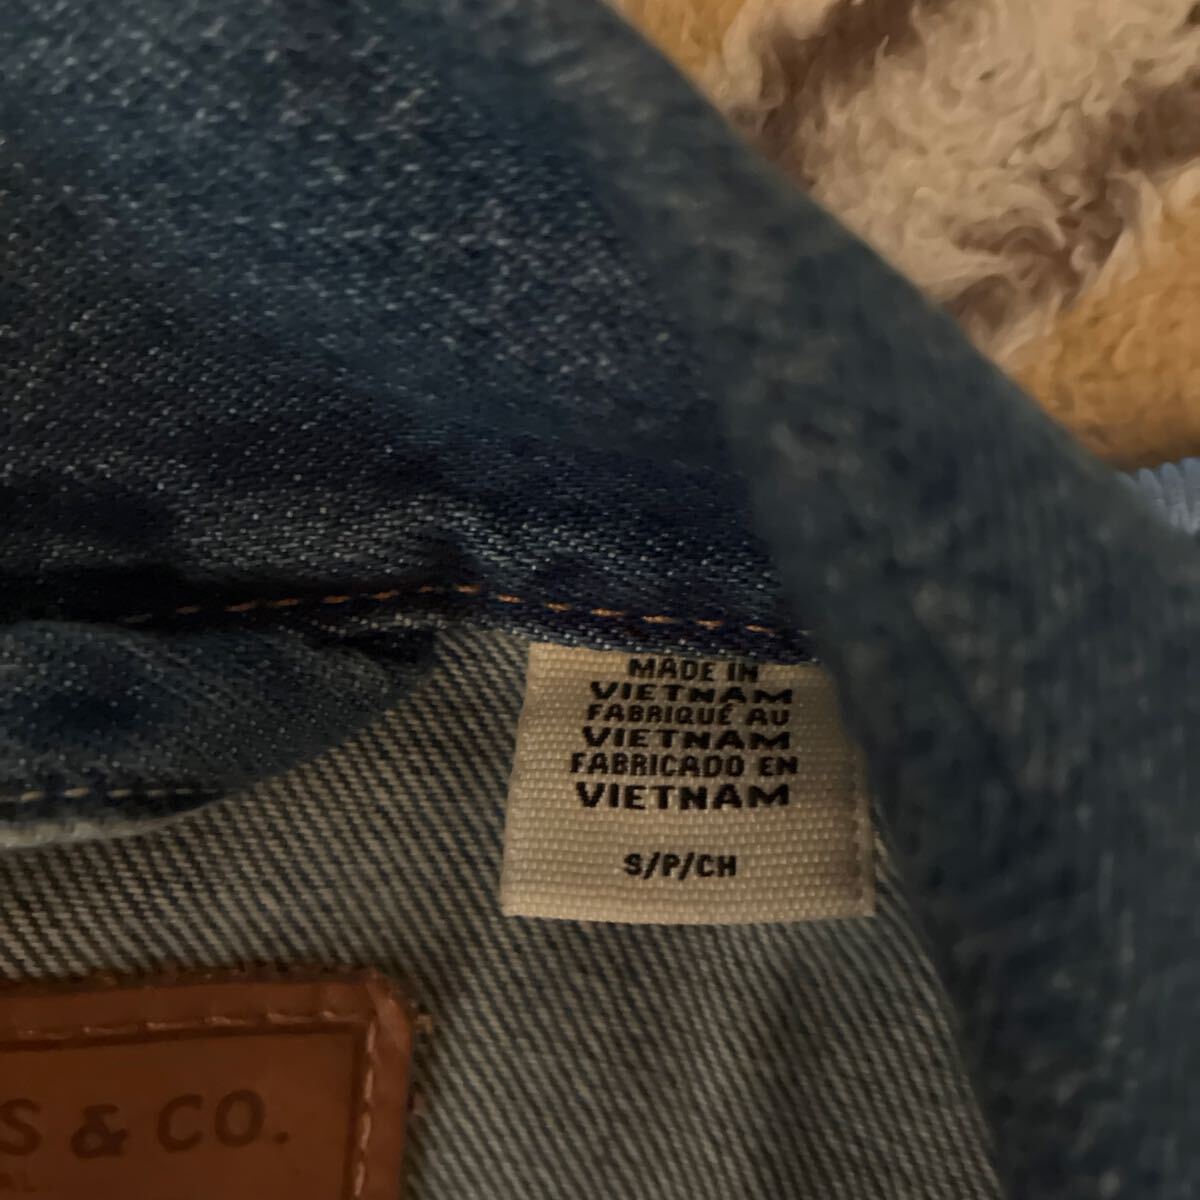 MADE IN
VIETNAM
FABRIQUÉ AU
VIETNAM
FABRICADO EN
VIETNAM
S/P/CH
S & CO.